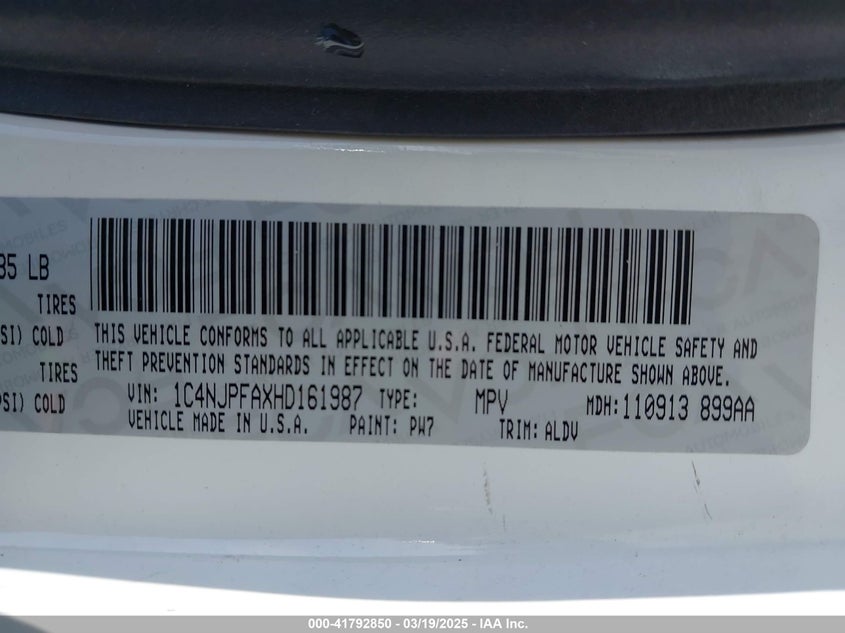 85 LB
TIRES
SI) COLD
TIRES
PSI) COLD
THIS VEHICLE CONFORMS TO ALL APPLICABLE U.S.A. FEDERAL MOTOR VEHICLE SAFETY AND
THEFT PREVENTION STANDARDS IN EFFECT ON THE DATE OF MANUFACTURE SHOWN ABOVE.
VIN: 1C4NJPFAXHD161987 TYPE: MPV MDH:110913 899AA
VEHICLE MADE IN U.S.A. PAINT: PW7 TRIM: ALDV
000-41792850 - 03/19/2025 - IAA Inc.